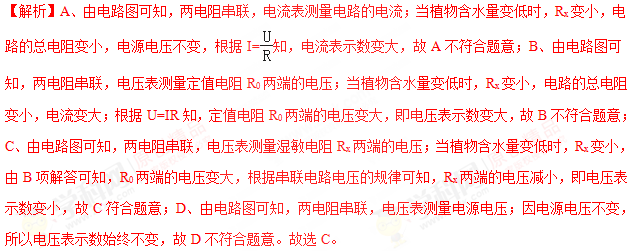 【解析】A、由电路图可知，两电阻串联，电流表测量电路的电流；当植物含水量变低时，Rx变小，电
路的总电阻变小，电源电压不变，根据 I=U/R知，电流表示数变大，故 A 不符合题意；B、由电路图可
知，两电阻串联，电压表测量定值电阻 R0 两端的电压；当植物含水量变低时，Rx变小，电路的总电阻
变小，电流变大；根据 U=IR 知，定值电阻 R0 两端的电压变大，即电压表示数变大，故 B 不符合题意；
C、由电路图可知，两电阻串联，电压表测量湿敏电阻 Rx 两端的电压；当植物含水量变低时，Rx变小，
由 B 项解答可知，R0 两端的电压变大，根据串联电路电压的规律可知，Rx 两端的电压减小，即电压表
示数变小，故 C 符合题意；D、由电路图可知，两电阻串联，电压表测量电源电压；因电源电压不变，
所以电压表示数始终不变，故 D 不符合题意。故选 C。